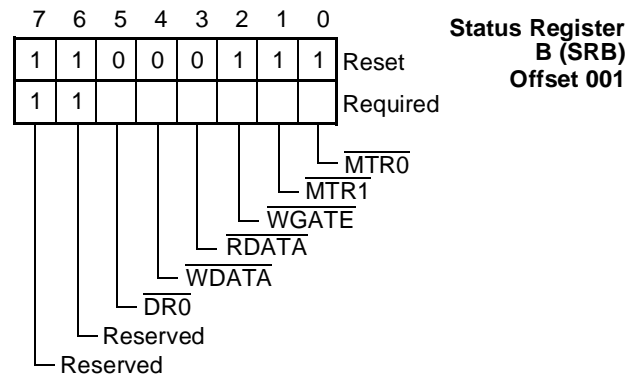 7 6 5 4 3 2 1 0
Status Register
B (SRB)
Offset 001
1 1 0 0 0 1 1 1 Reset
1 1 Required
MTR0
MTR1
WGATE
RDATA
WDATA
DR0
Reserved
Reserved